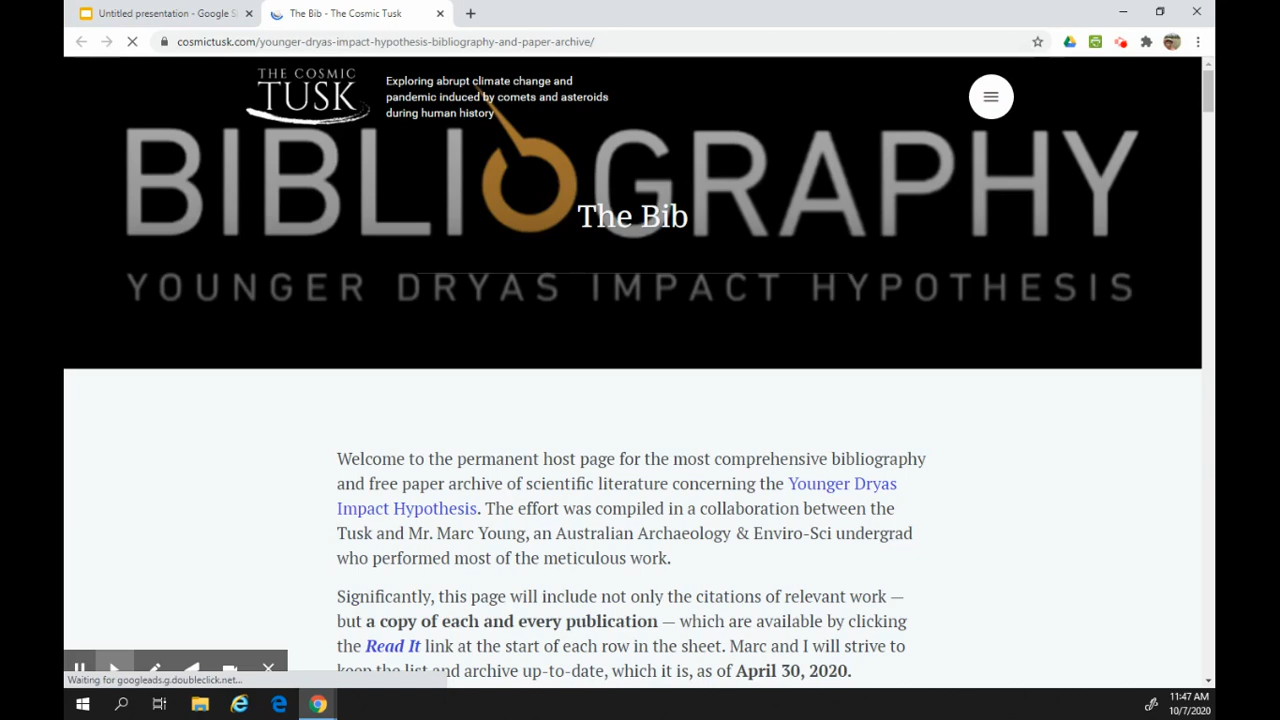 Untitled presentation - Google S
The Bib - The Cosmic Tusk
cosmictusk.com/younger-dryas-impact-hypothesis-bibliography-and-paper-archive/
THE COSMIC
TUSK
Exploring abrupt climate change and
pandemic induced by comets and asteroids
during human history
BIBLIOGRAPHY
The Bib
YOUNGER DRYAS IMPACT HYPOTHESIS
Welcome to the permanent host page for the most comprehensive bibliography
and free paper archive of scientific literature concerning the Younger Dryas
Impact Hypothesis. The effort was compiled in a collaboration between the
Tusk and Mr. Marc Young, an Australian Archaeology & Enviro-Sci undergrad
who performed most of the meticulous work.
Significantly, this page will include not only the citations of relevant work —
but a copy of each and every publication — which are available by clicking
the Read It link at the start of each row in the sheet. Marc and I will strive to
keep the list and archive up-to-date, which it is, as of April 30, 2020.
Waiting for googleads.g.doubleclick.net...
11:47 AM
10/7/2020